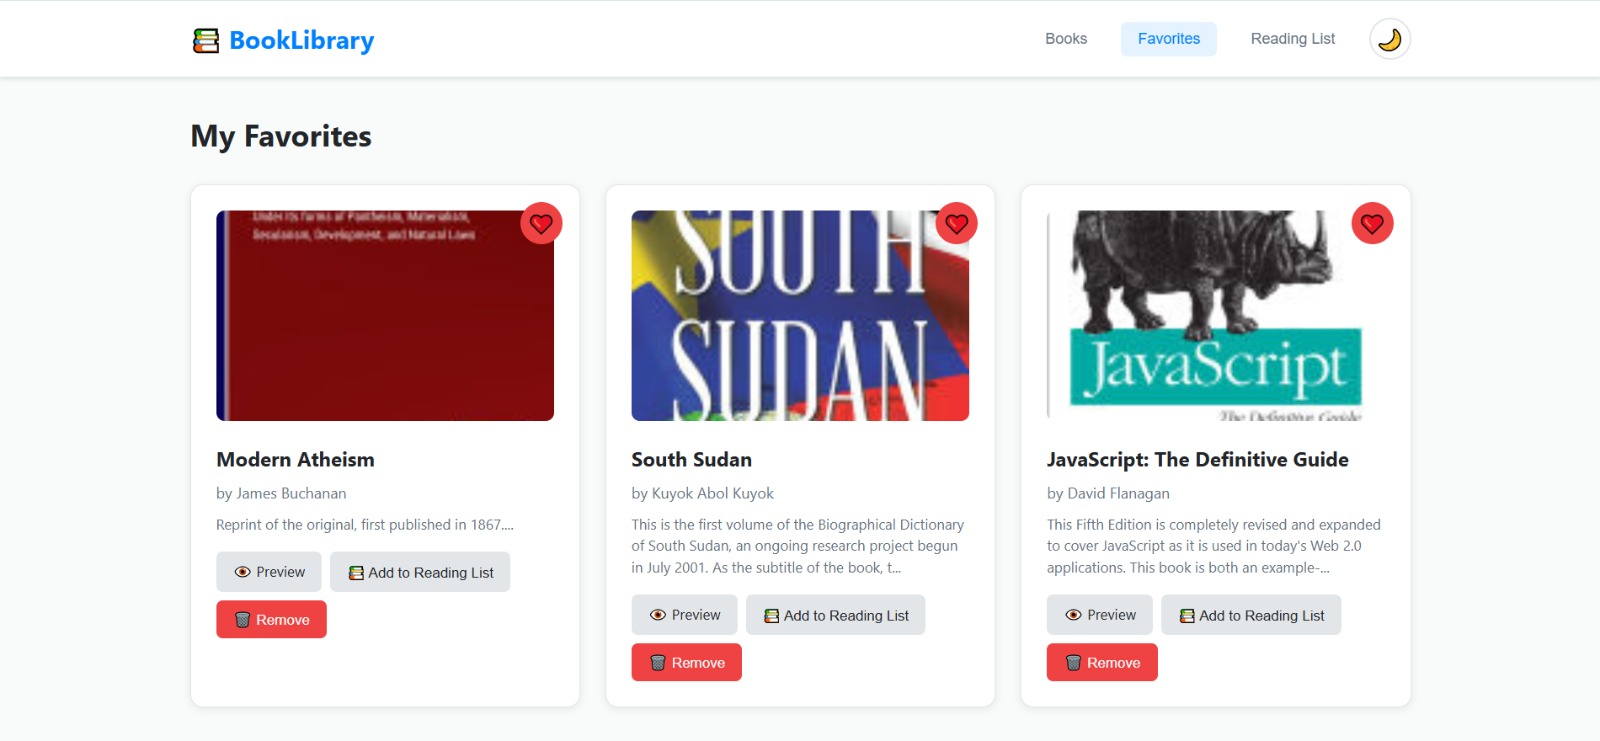 BookLibrary
Books
Favorites
Reading List
My Favorites
Under Its Forms of Pantheism, Materialism,
Secularism, Development, and Natural Laws
SOUTH
SUDAN
JavaScript
The Definitive Guide
Modern Atheism
by James Buchanan
Reprint of the original, first published in 1867....
Preview
Add to Reading List
Remove
South Sudan
by Kuyok Abol Kuyok
This is the first volume of the Biographical Dictionary
of South Sudan, an ongoing research project begun
in July 2001. As the subtitle of the book, t...
Preview
Add to Reading List
Remove
JavaScript: The Definitive Guide
by David Flanagan
This Fifth Edition is completely revised and expanded
to cover JavaScript as it is used in today's Web 2.0
applications. This book is both an example-...
Preview
Add to Reading List
Remove